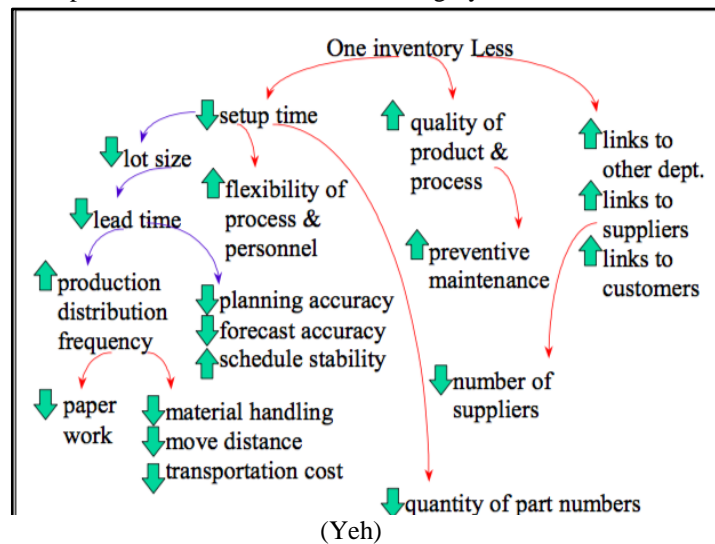 One inventory Less
setup time
lot size
lead time
production
distribution
frequency
paper
work
material handling
move distance
transportation cost
planning accuracy
forecast accuracy
schedule stability
flexibility of
process &
personnel
quality of
product &
process
preventive
maintenance
links to
other dept.
links to
suppliers
links to
customers
number of
suppliers
quantity of part numbers
(Yeh)